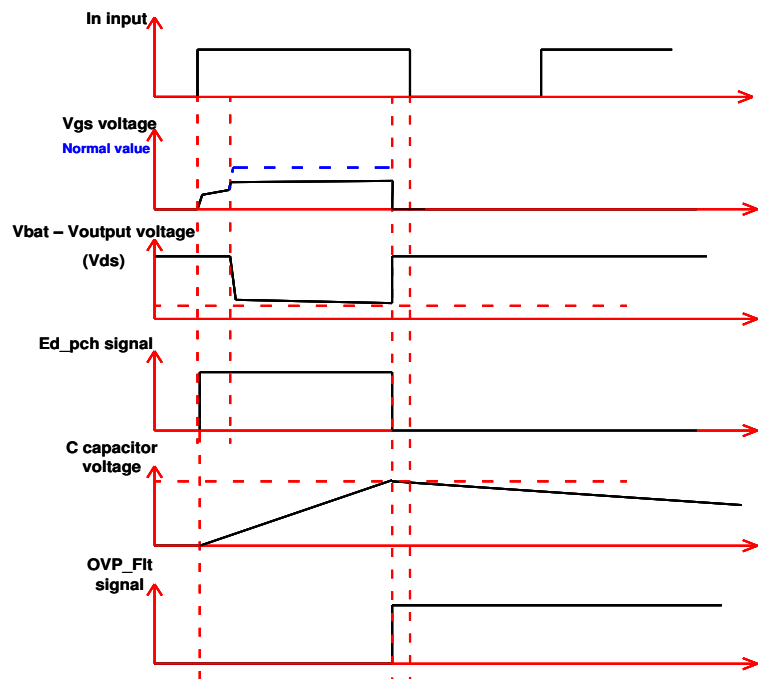 In input
Vgs voltage
Normal value
Vbat – Voutput voltage
(Vds)
Ed_pch signal
C capacitor
voltage
OVP_Flt
signal